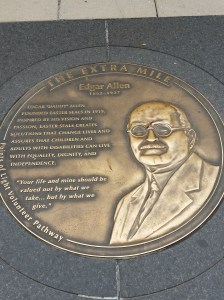 THE EXTRA MILE
Edgar Allen
1862-1937
EDGAR "DADDY" ALLEN,
FOUNDED EASTER SEALS IN 1919.
INSPIRED BY HIS VISION AND
PASSION, EASTER SEALS CREATES
SOLUTIONS THAT CHANGE LIVES AND
ASSURES THAT CHILDREN AND
ADULTS WITH DISABILITIES CAN LIVE
WITH EQUALITY, DIGNITY, AND
INDEPENDENCE.
"Your life and mine should be
valued not by what we
take... but by what we
give."
Light Volunteer Pathway